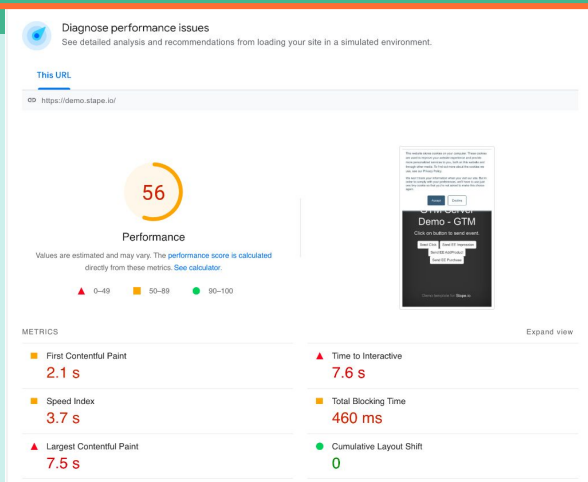 Diagnose performance issues
See detailed analysis and recommendations from loading your site in a simulated environment.
This URL
https://demo.stape.io/
56
Performance
Values are estimated and may vary. The performance score is calculated
directly from these metrics. See calculator.
0–49
50–89
90–100
Accept
Decline
GTM Server
Demo - GTM
Click on button to send event.
METRICS
Expand view
First Contentful Paint
2.1 s
Time to Interactive
7.6 s
Speed Index
3.7 s
Total Blocking Time
460 ms
Largest Contentful Paint
7.5 s
Cumulative Layout Shift
0